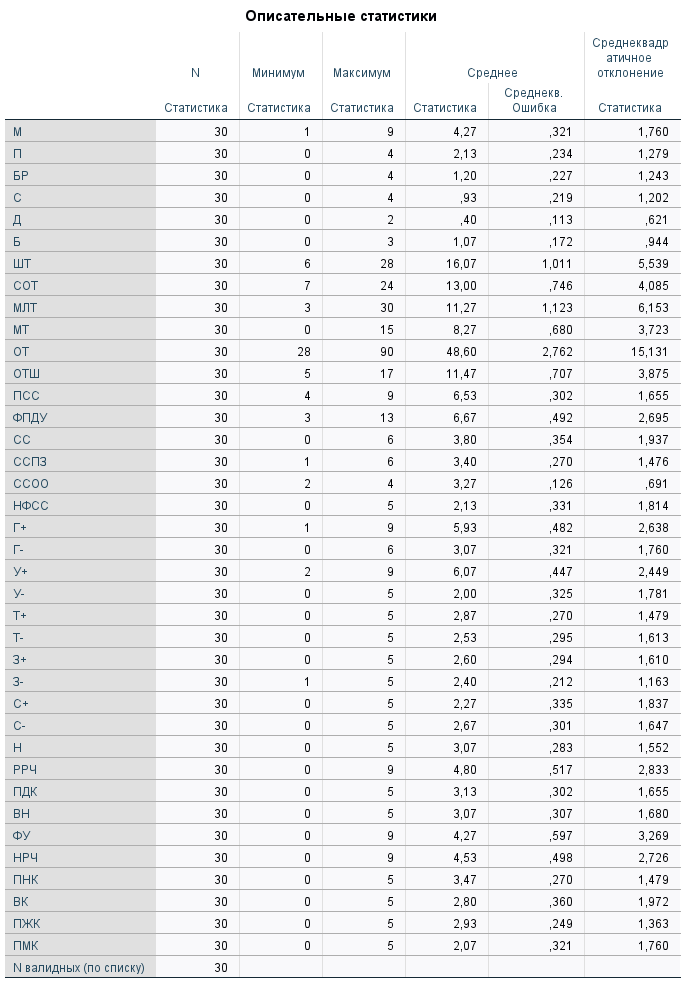 Описательные статистики
N Минимум Максимум Среднее Среднеквадр
атичное
отклонение
Статистика Статистика Статистика Статистика Среднекв.
Ошибка Статистика
М 30 1 9 4,27 ,321 1,760
П 30 0 4 2,13 ,234 1,279
БР 30 0 4 1,20 ,227 1,243
С 30 0 4 ,93 ,219 1,202
Д 30 0 2 ,40 ,113 ,621
Б 30 0 3 1,07 ,172 ,944
ШТ 30 6 28 16,07 1,011 5,539
СОТ 30 7 24 13,00 ,746 4,085
МЛТ 30 3 30 11,27 1,123 6,153
МТ 30 0 15 8,27 ,680 3,723
ОТ 30 28 90 48,60 2,762 15,131
ОТШ 30 5 17 11,47 ,707 3,875
ПСС 30 4 9 6,53 ,302 1,655
ФПДУ 30 3 13 6,67 ,492 2,695
СС 30 0 6 3,80 ,354 1,937
ССПЗ 30 1 6 3,40 ,270 1,476
ССОО 30 2 4 3,27 ,126 ,691
НФСС 30 0 5 2,13 ,331 1,814
Г+ 30 1 9 5,93 ,482 2,638
Г- 30 0 6 3,07 ,321 1,760
У+ 30 2 9 6,07 ,447 2,449
У- 30 0 5 2,00 ,325 1,781
Т+ 30 0 5 2,87 ,270 1,479
Т- 30 0 5 2,53 ,295 1,613
З+ 30 0 5 2,60 ,294 1,610
З- 30 1 5 2,40 ,212 1,163
С+ 30 0 5 2,27 ,335 1,837
С- 30 0 5 2,67 ,301 1,647
Н 30 0 5 3,07 ,283 1,552
РРЧ 30 0 9 4,80 ,517 2,833
ПДК 30 0 5 3,13 ,302 1,655
ВН 30 0 5 3,07 ,307 1,680
ФУ 30 0 9 4,27 ,597 3,269
НРЧ 30 0 9 4,53 ,498 2,726
ПНК 30 0 5 3,47 ,270 1,479
ВК 30 0 5 2,80 ,360 1,972
ПЖК 30 0 5 2,93 ,249 1,363
ПМК 30 0 5 2,07 ,321 1,760
N валидных (по списку) 30